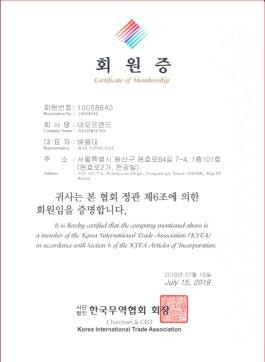 회원증
Certificate of Membership
회원번호: 10058640
Registration No. : 10058640
회 사 명 : 네오프랜드
Company Name : NEOFRIEND
대 표 자 : 배용대
Representative : BAE YONG DAE
주 소 : 서울특별시 용산구 원효로64길 7-4, 1층101호
(원효로2가, 천광빌)
Address :
Korea
귀사는 본 협회 정관 제6조에 의한
회원임을 증명합니다.
It is hereby certified that the company mentioned above is
a member of the Korea International Trade Association (KITA)
in accordance with Section 6 of the KITA Articles of Incorporation.
2019년 07월 15일
July 15, 2019
사단법인 한국무역협회 회장
Chairman & CEO
Korea International Trade Association